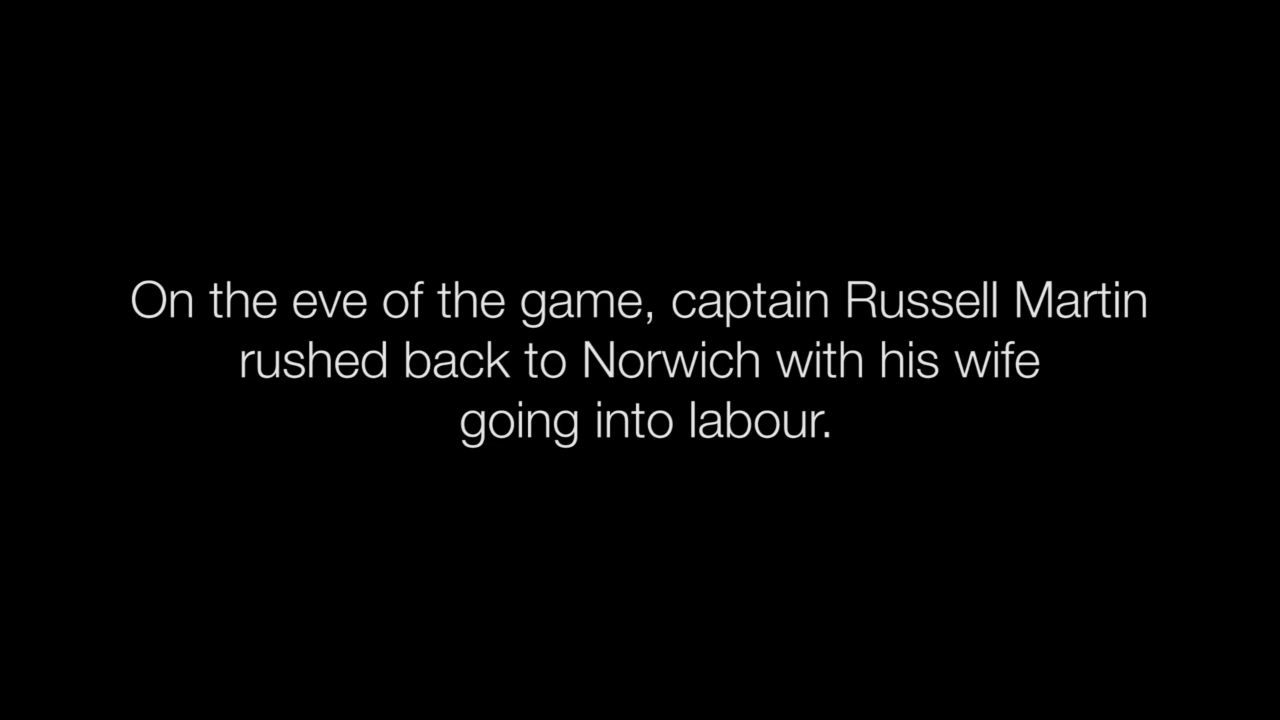 On the eve of the game, captain Russell Martin
rushed back to Norwich with his wife
going into labour.